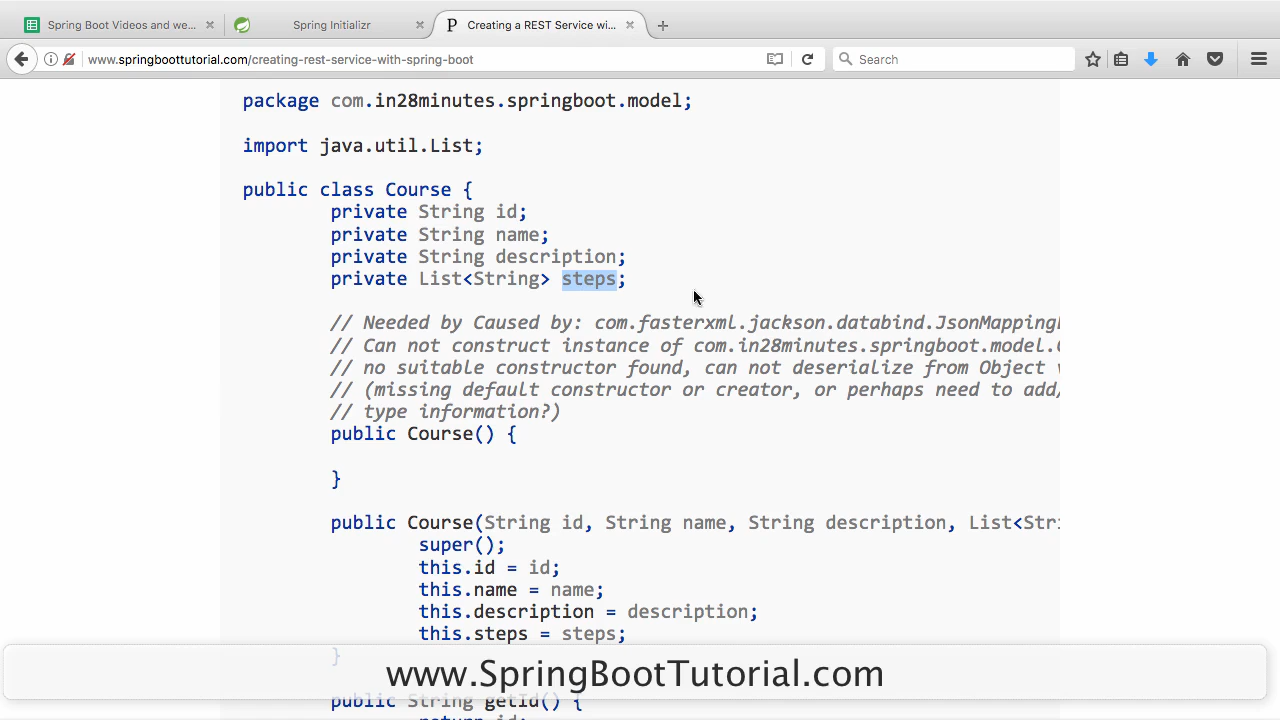 Spring Boot Videos and we...
Spring Initializr
Creating a REST Service wi...
www.springboottutorial.com/creating-rest-service-with-spring-boot
Search
package com.in28minutes.springboot.model;
import java.util.List;
public class Course {
private String id;
private String name;
private String description;
private List<String> steps;
// Needed by Caused by: com.fasterxml.jackson.databind.JsonMapping
// Can not construct instance of com.in28minutes.springboot.model.
// no suitable constructor found, can not deserialize from Object
// (missing default constructor or creator, or perhaps need to add/
// type information?)
public Course() {
}
public Course(String id, String name, String description, List<Stri
super();
this.id = id;
this.name = name;
this.description = description;
this.steps = steps;
}
www.SpringBootTutorial.com
public String getId() {
return id;